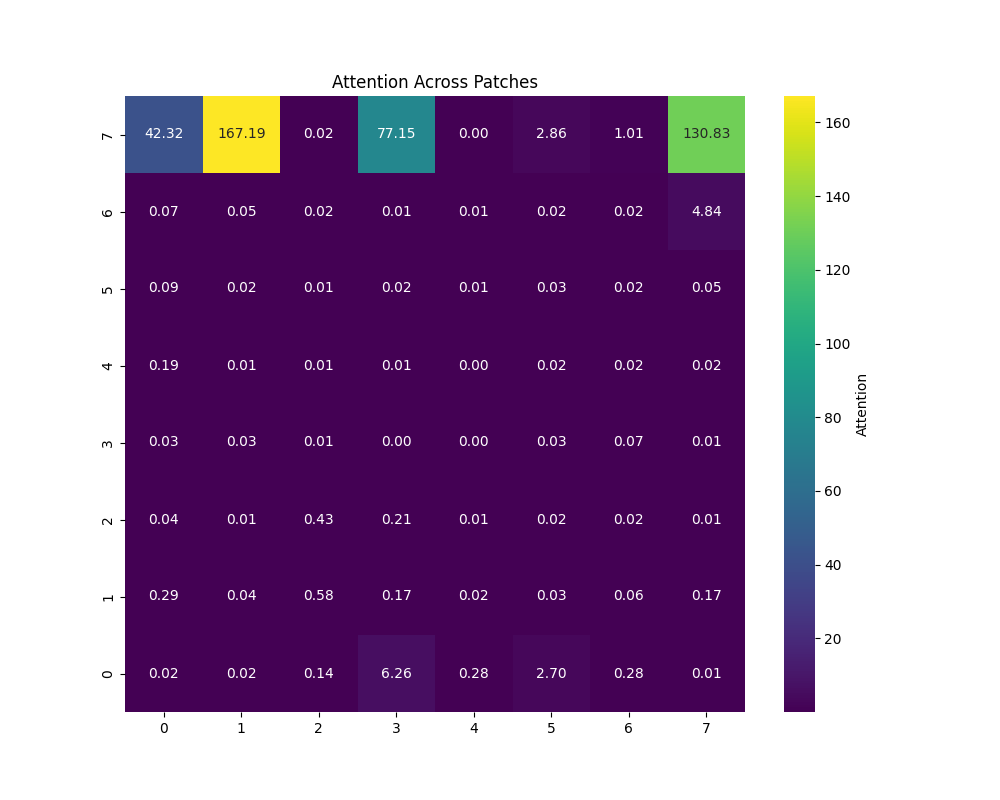 Attention Across Patches
7 42.32 167.19 0.02 77.15 0.00 2.86 1.01 130.83
6 0.07 0.05 0.02 0.01 0.01 0.02 0.02 4.84
5 0.09 0.02 0.01 0.02 0.01 0.03 0.02 0.05
4 0.19 0.01 0.01 0.01 0.00 0.02 0.02 0.02
3 0.03 0.03 0.01 0.00 0.00 0.03 0.07 0.01
2 0.04 0.01 0.43 0.21 0.01 0.02 0.02 0.01
1 0.29 0.04 0.58 0.17 0.02 0.03 0.06 0.17
0 0.02 0.02 0.14 6.26 0.28 2.70 0.28 0.01
0 1 2 3 4 5 6 7
160
140
120
100
80
60
40
20
Attention